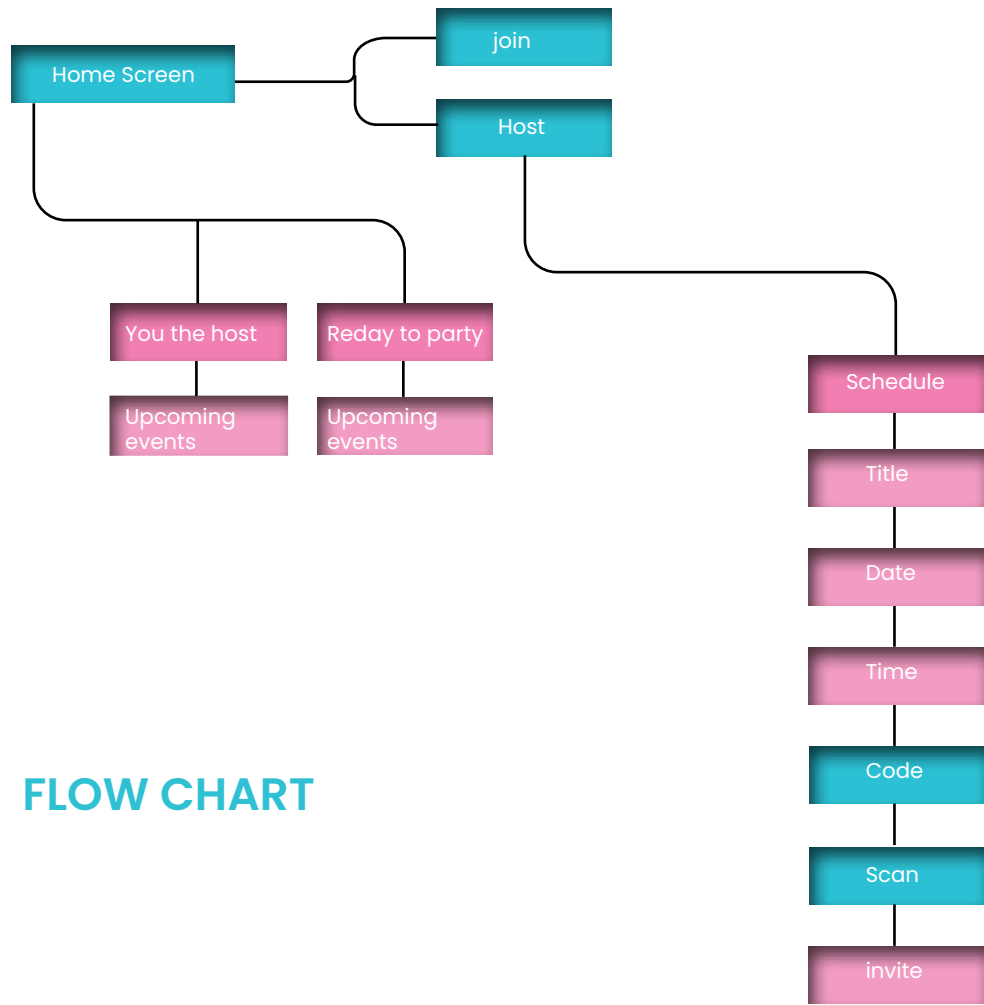 join
Home Screen
Host
You the host
Reday to party
Upcoming
events
Upcoming
events
Schedule
Title
Date
Time
Code
Scan
invite
FLOW CHART